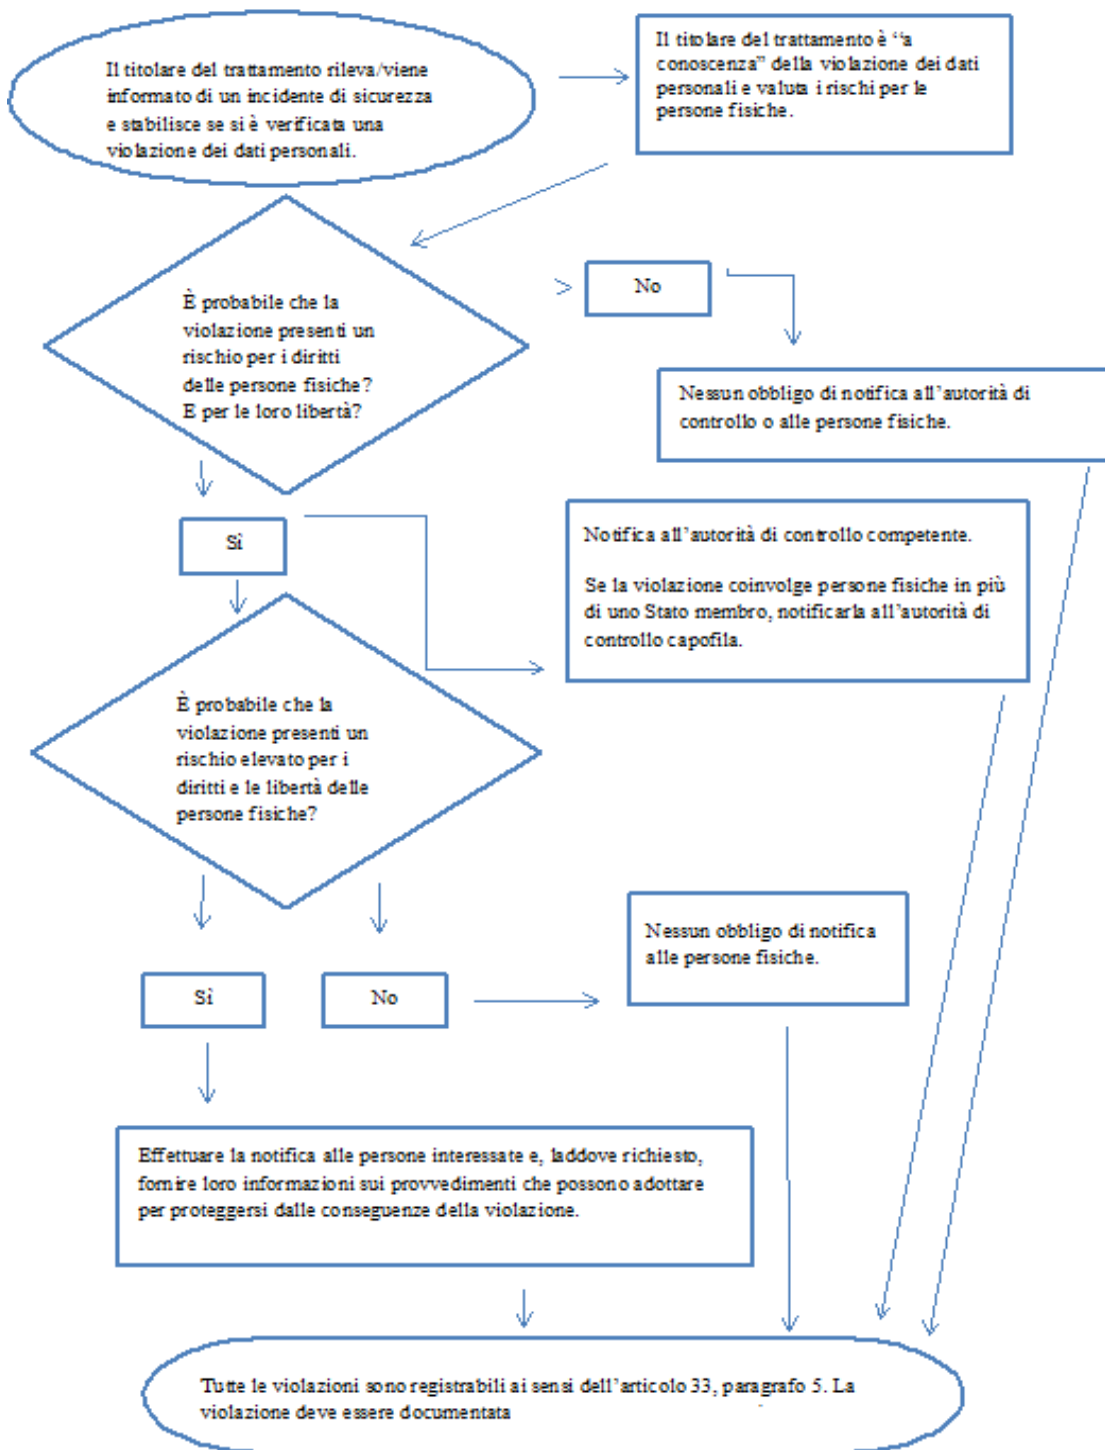 Il titolare del trattamento rileva/viene
informato di un incidente di sicurezza
e stabilisce se si è verificata una
violazione dei dati personali.
Il titolare del trattamento è “a
conoscenza” della violazione dei dati
personali e valuta i rischi per le
persone fisiche.
È probabile che la
violazione presenti un
rischio per i diritti
delle persone fisiche?
E per le loro libertà?
No
Nessun obbligo di notifica all’autorità di
controllo o alle persone fisiche.
Sì
Notifica all’autorità di controllo competente.
Se la violazione coinvolge persone fisiche in più
di uno Stato membro, notificarla all’autorità di
controllo capofila.
È probabile che la
violazione presenti un
rischio elevato per i
diritti e le libertà delle
persone fisiche?
Sì
No
Nessun obbligo di notifica
alle persone fisiche.
Effettuare la notifica alle persone interessate e, laddove richiesto,
fornire loro informazioni sui provvedimenti che possono adottare
per proteggersi dalle conseguenze della violazione.
Tutte le violazioni sono registrabili ai sensi dell’articolo 33, paragrafo 5. La
violazione deve essere documentata